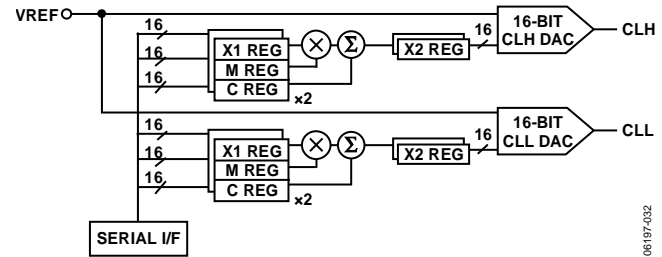 VREF
16
16
16
X1 REG
M REG
C REG
×2
×
Σ
X2 REG
16
16-BIT
CLH DAC
CLH
16
16
16
X1 REG
M REG
C REG
×2
×
Σ
X2 REG
16
16-BIT
CLL DAC
CLL
SERIAL I/F
06197-032